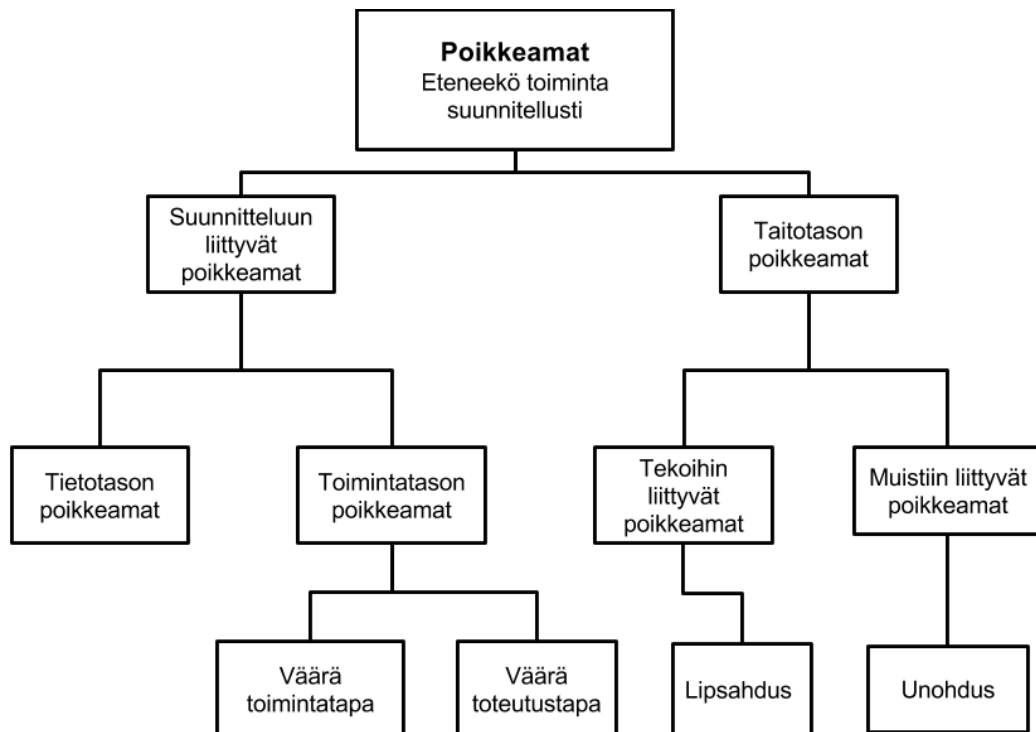 Poikkeamat
Eteneekö toiminta
suunnitellusti
Suunnitteluun
liittyvät
poikkeamat
Taitotason
poikkeamat
Tietotason
poikkeamat
Toimintatason
poikkeamat
Tekoihin
liittyvät
poikkeamat
Muistiin liittyvät
poikkeamat
Väärä
toimintatapa
Väärä
toteutustapa
Lipsahdus
Unohdus